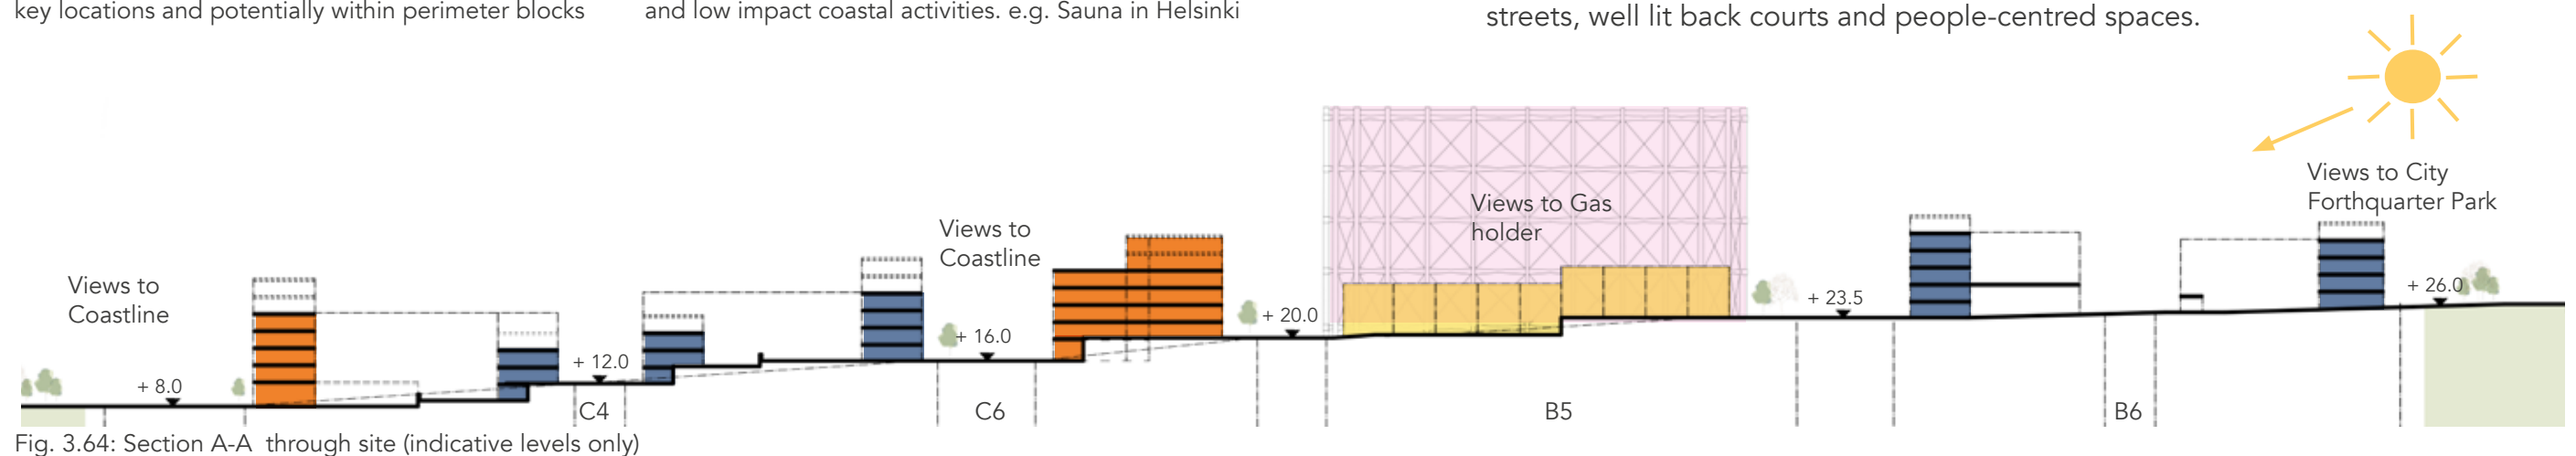 key locations and potentially within perimeter blocks
and low impact coastal activities. e.g. Sauna in Helsinki
streets, well lit back courts and people-centred spaces.
Views to
Coastline
+ 8.0
+ 12.0
C4
Views to
Coastline
+ 16.0
C6
+ 20.0
Views to Gas
holder
B5
+ 23.5
B6
Views to City
Forthquarter Park
+ 26.0
Fig. 3.64: Section A-A through site (indicative levels only)